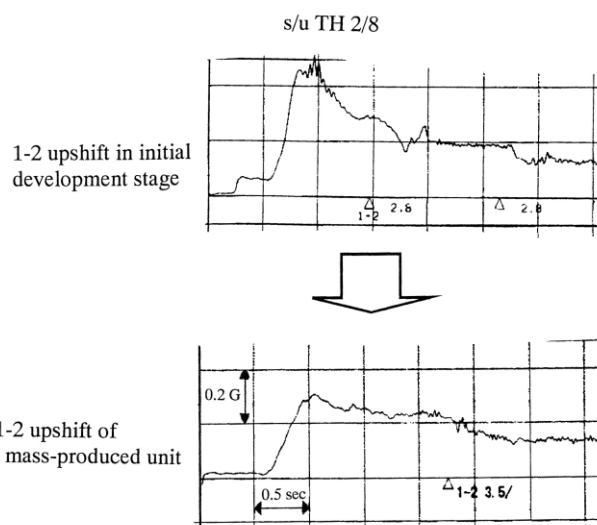 s/u TH 2/8
1-2 upshift in initial
development stage
1-2 2.8
2.8
0.2 G
1-2 upshift of
mass-produced unit
0.5 sec
1-2 3.5/